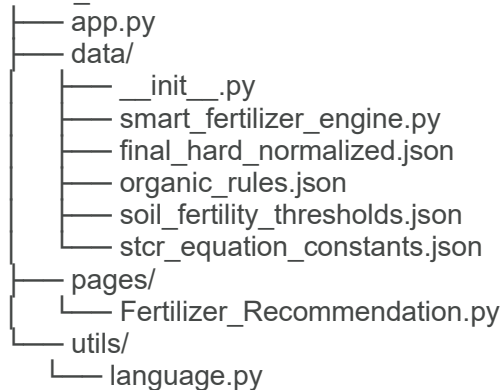 ├── app.py
├── data/
│   ├── __init__.py
│   ├── smart_fertilizer_engine.py
│   ├── final_hard_normalized.json
│   ├── organic_rules.json
│   ├── soil_fertility_thresholds.json
│   └── stcr_equation_constants.json
├── pages/
│   └── Fertilizer_Recommendation.py
└── utils/
    └── language.py